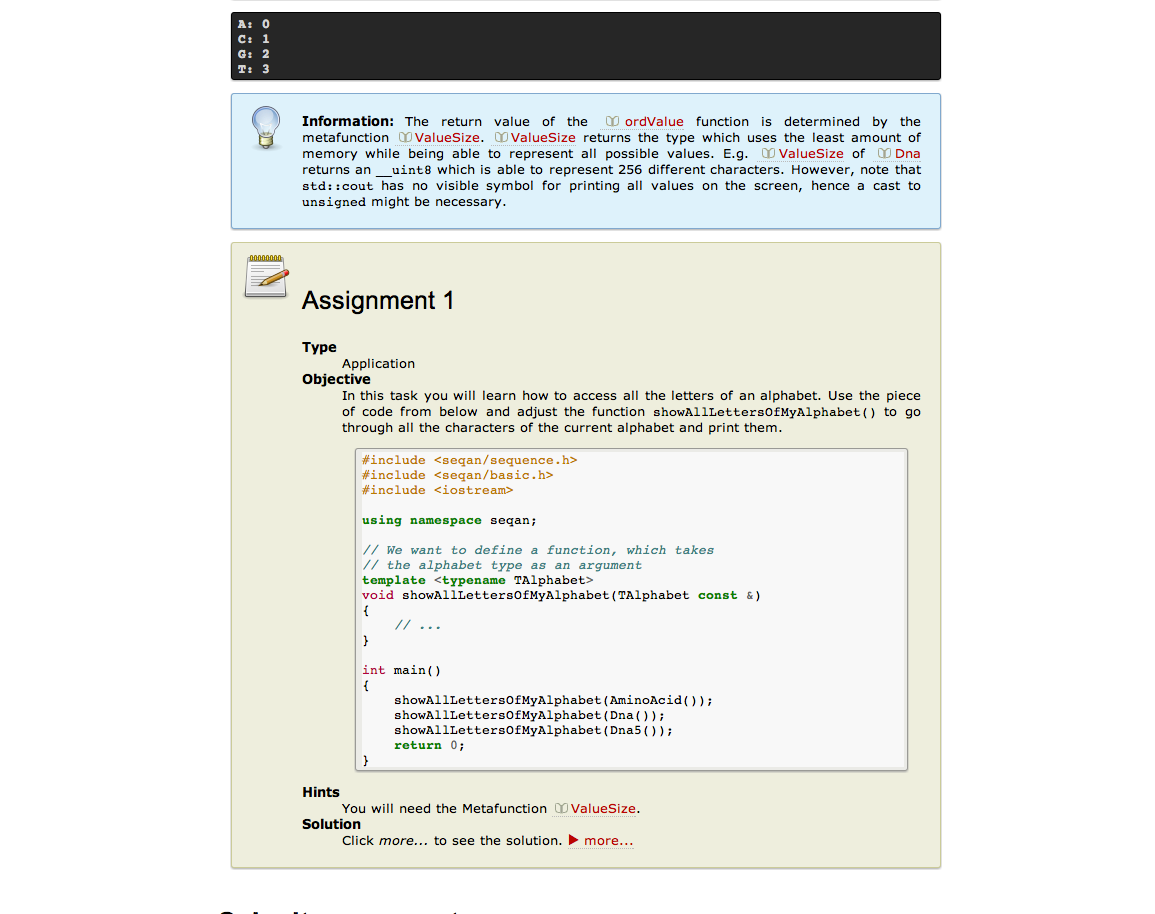 A: 0
C: 1
G: 2
T: 3
Information: The return value of the ordValue function is determined by the
metafunction ValueSize. ValueSize returns the type which uses the least amount of
memory while being able to represent all possible values. E.g. ValueSize of Dna
returns an __uint8 which is able to represent 256 different characters. However, note that
std::cout has no visible symbol for printing all values on the screen, hence a cast to
unsigned might be necessary.
Assignment 1
Type
Application
Objective
In this task you will learn how to access all the letters of an alphabet. Use the piece
of code from below and adjust the function showAllLettersOfMyAlphabet() to go
through all the characters of the current alphabet and print them.
#include <seqan/sequence.h>
#include <seqan/basic.h>
#include <iostream>
using namespace seqan;
// We want to define a function, which takes
// the alphabet type as an argument
template <typename TAlphabet>
void showAllLettersOfMyAlphabet(TAlphabet const &)
{
    // ...
}
int main()
{
    showAllLettersOfMyAlphabet(AminoAcid());
    showAllLettersOfMyAlphabet(Dna());
    showAllLettersOfMyAlphabet(Dna5());
    return 0;
}
Hints
You will need the Metafunction ValueSize.
Solution
Click more... to see the solution. more...